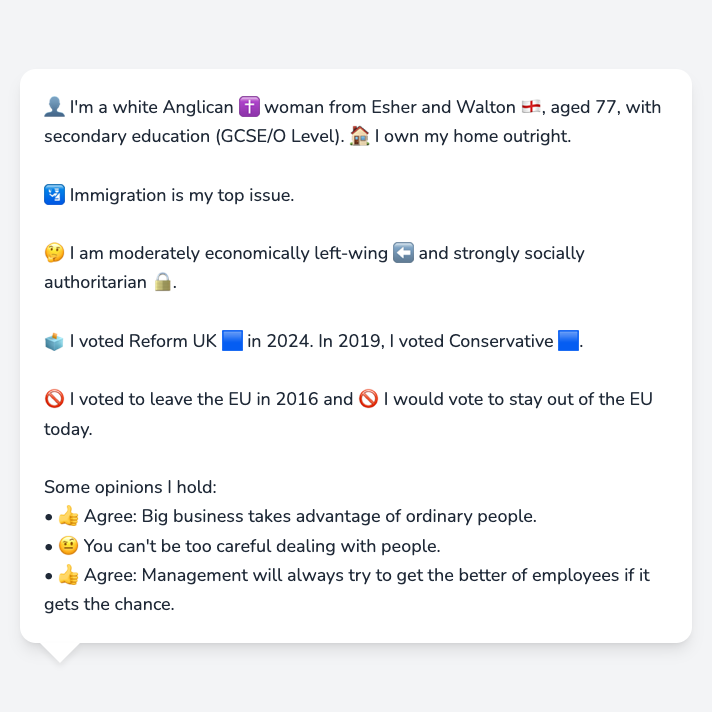 👤 I'm a white Anglican ✝️ woman from Esher and Walton 🏴󠁧󠁢󠁥󠁮󠁧󠁿, aged 77, with
secondary education (GCSE/O Level). 🏠 I own my home outright.
🛂 Immigration is my top issue.
🤔 I am moderately economically left-wing ⬅️ and strongly socially
authoritarian 🔒.
🗳️ I voted Reform UK 🟦 in 2024. In 2019, I voted Conservative 🟦.
🚫 I voted to leave the EU in 2016 and 🚫 I would vote to stay out of the EU
today.
Some opinions I hold:
• 👍 Agree: Big business takes advantage of ordinary people.
• 🤨 You can't be too careful dealing with people.
• 👍 Agree: Management will always try to get the better of employees if it
gets the chance.